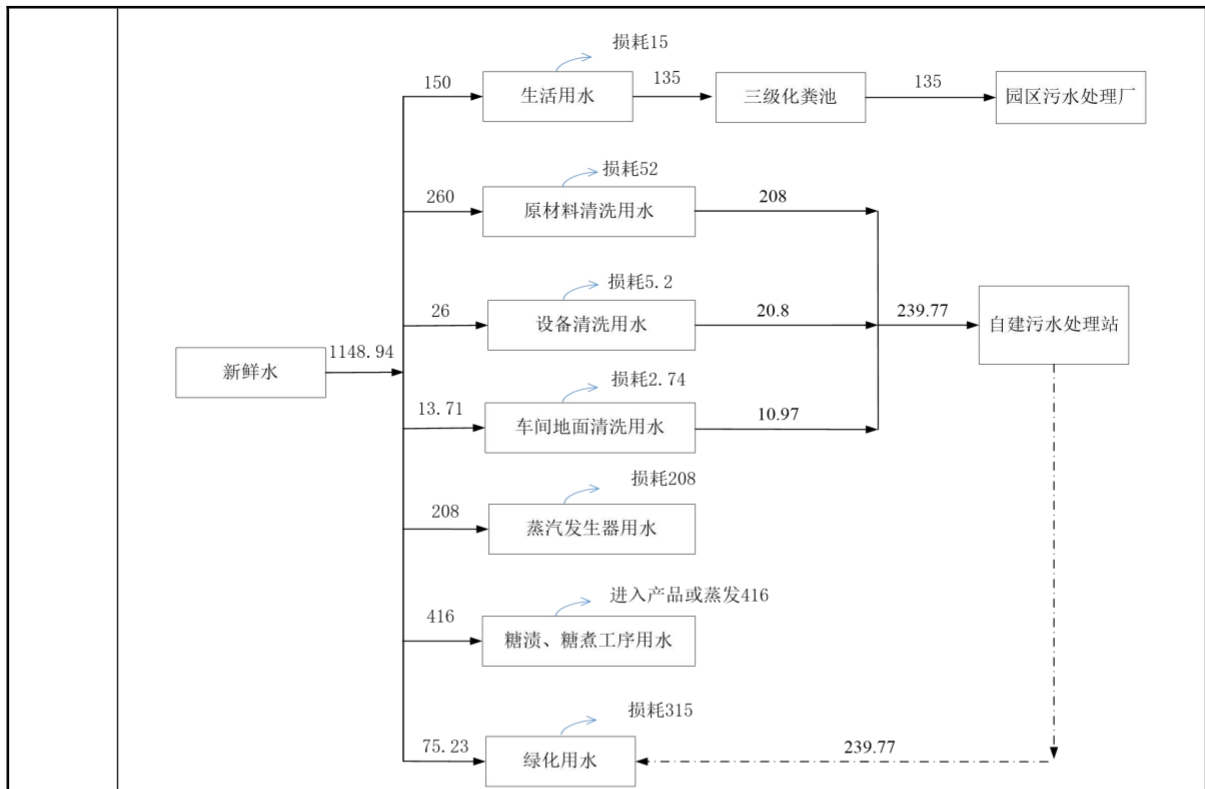 损耗15
150
生活用水
135
三级化粪池
135
园区污水处理厂
损耗52
260
原材料清洗用水
208
损耗5.2
26
设备清洗用水
20.8
239.77
自建污水处理站
新鲜水
1148.94
损耗2.74
13.71
车间地面清洗用水
10.97
损耗208
208
蒸汽发生器用水
进入产品或蒸发416
416
糖渍、糖煮工序用水
损耗315
75.23
绿化用水
239.77